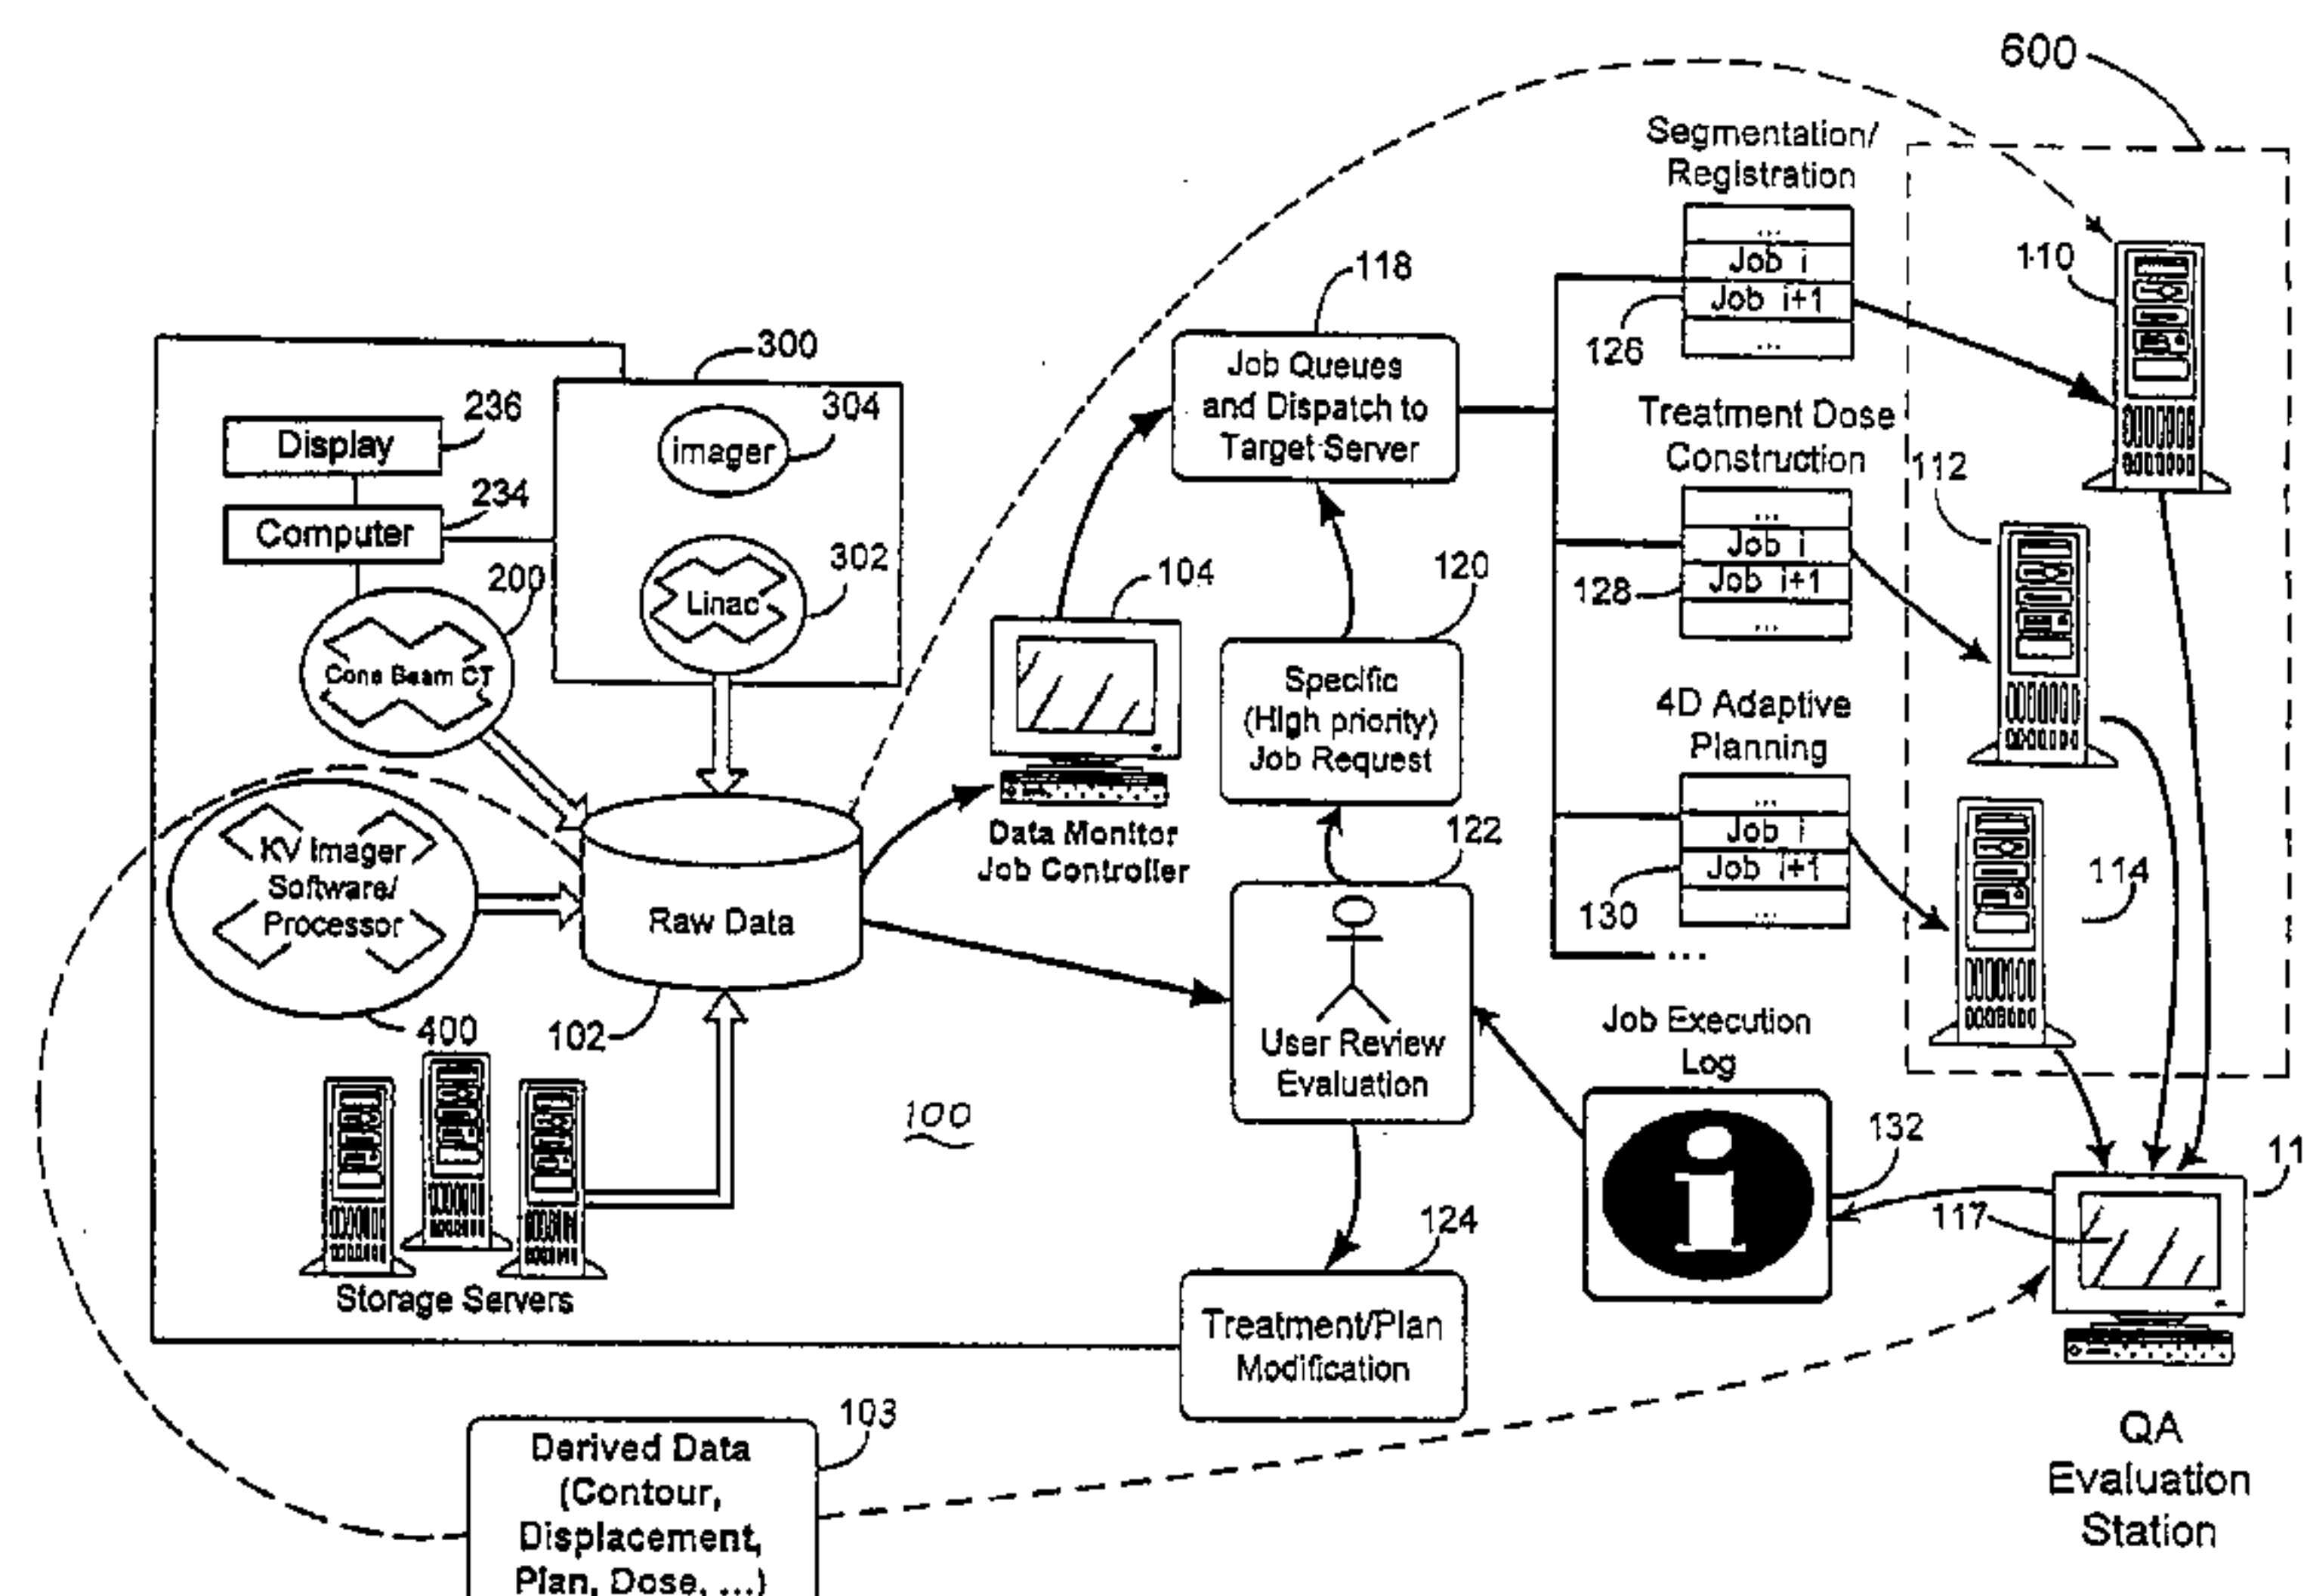 600
Segmentation/
Registration
...
Job i
Job i+1
...
126
110
118
Job Queues
and Dispatch to
Target Server
300
304
imager
236
Display
234
Computer
200
Cone Beam CT
302
Linac
Treatment Dose
Construction
...
Job i
Job i+1
...
128
112
104
Data Monitor
Job Controller
120
Specific
(High priority)
Job Request
4D Adaptive
Planning
...
Job i
Job i+1
...
130
114
...
KV Imager
Software/
Processor
400
Raw Data
102
122
User Review
Evaluation
Job Execution
Log
i
132
117
11
100
Storage Servers
124
Treatment/Plan
Modification
103
Derived Data
(Contour,
Displacement,
Plan, Dose, ...)
QA
Evaluation
Station